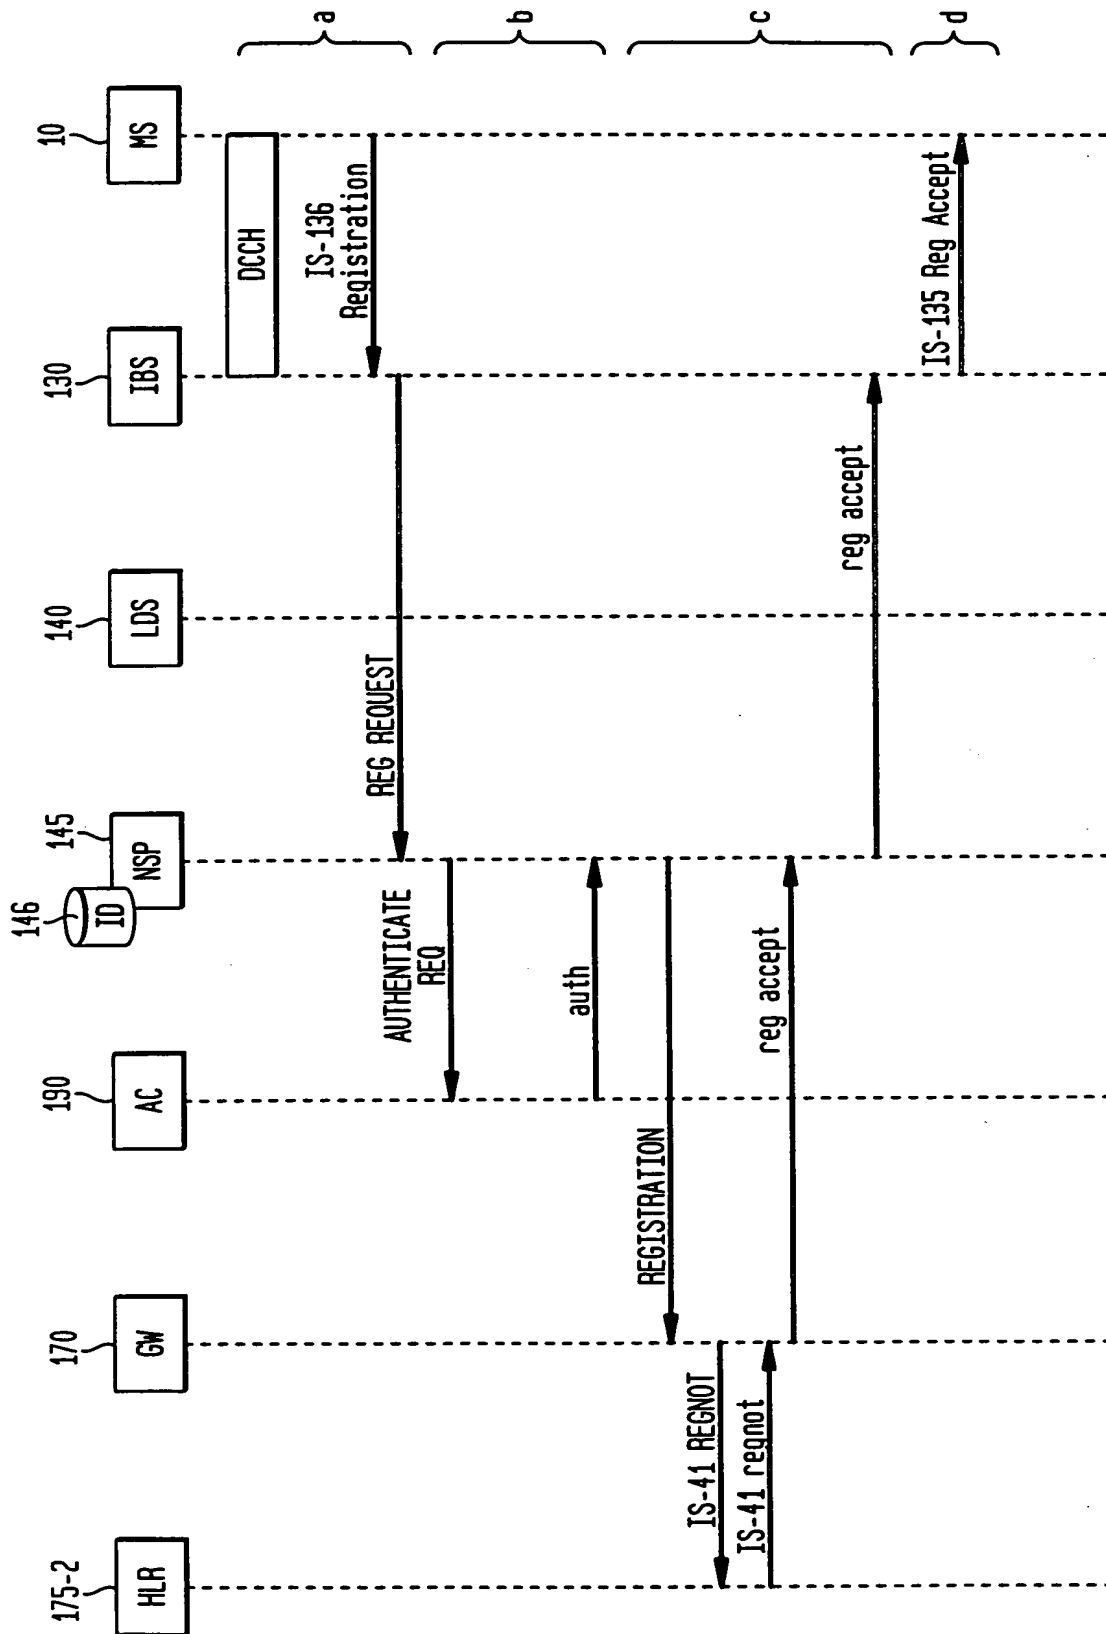 175-2
170
190
146
145
140
130
10
HLR
GW
AC
ID
NSP
LDS
IBS
MS
DCCH
IS-136
Registration
a
REG REQUEST
AUTHENTICATE
REQ
b
auth
REGISTRATION
IS-41 REGNOT
IS-41 regnot
c
reg accept
reg accept
IS-135 Reg Accept
d